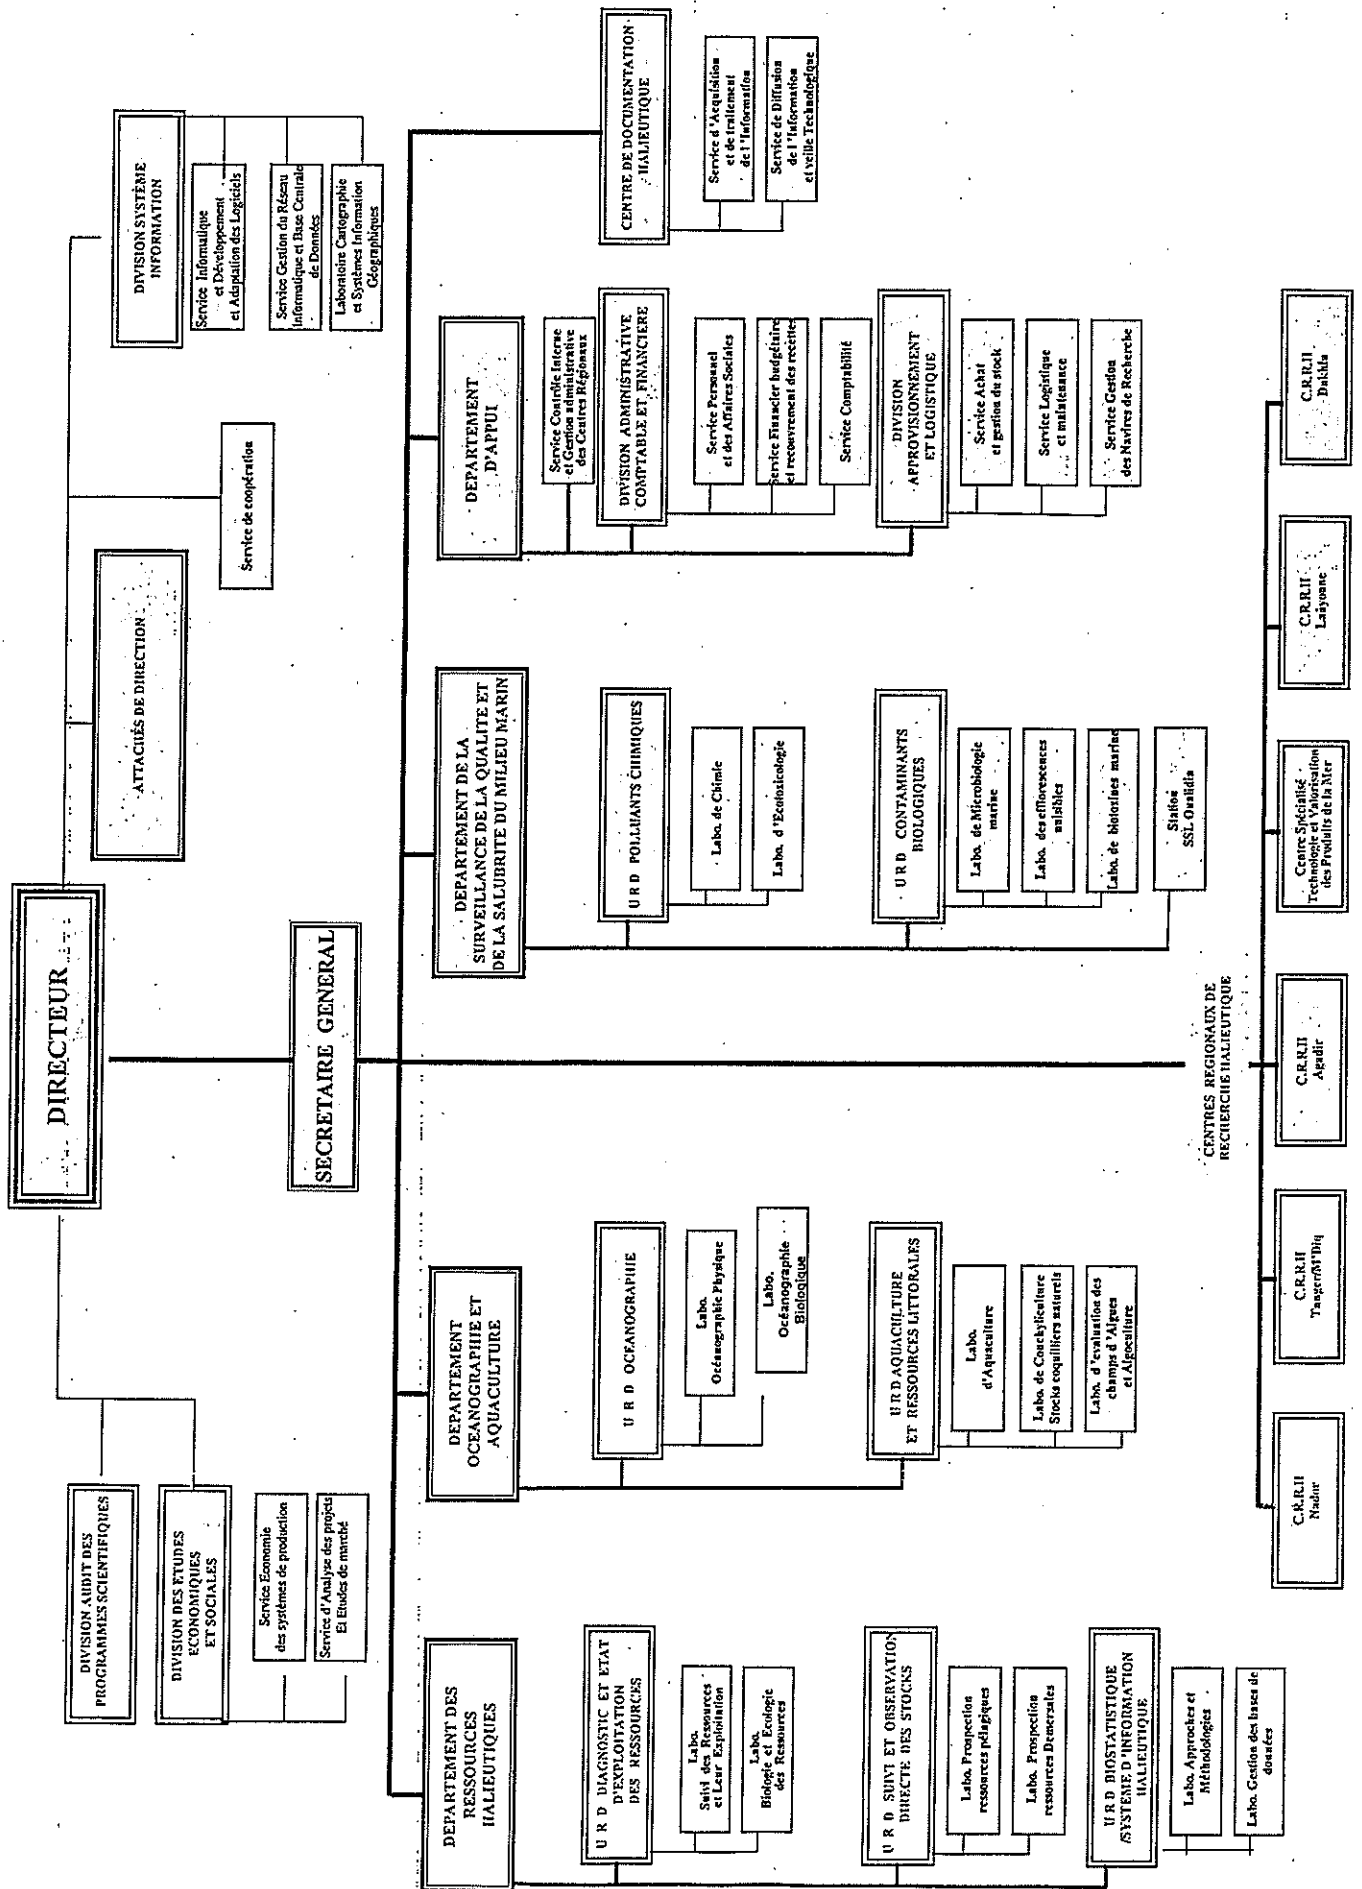 DIRECTEUR
ATTACHÉS DE DIRECTION
Service de coopération
DIVISION SYSTÈME
INFORMATION
Service Informatique
et Développement
et Adaptation des Logiciels
Service Gestion du Réseau
Informatique et Base Centrale
de Données
Laboratoire Cartographie
et Systèmes Information
Géographiques
DIVISION AUDIT DES
PROGRAMMES SCIENTIFIQUES
DIVISION DES ETUDES
ECONOMIQUES
ET SOCIALES
Service Economie
des systèmes de production
Service d'Analyse des projets
Et Etudes de marché
SECRETAIRE GENERAL
DEPARTEMENT DES
RESSOURCES
HALIEUTIQUES
U R D DIAGNOSTIC ET ETAT
D'EXPLOITATION
DES RESSOURCES
Labo.
Suivi des Ressources
et Leur Exploitation
Labo.
Biologie et Ecologie
des Ressources
U R D SUIVI ET OBSERVATION
DIRECTE DES STOCKS
Labo. Prospection
ressources pélagiques
Labo. Prospection
ressources Demersales
U R D BIOSTATISTIQUE
/SYSTEME D'INFORMATION
HALIEUTIQUE
Labo. Approches et
Méthodologies
Labo. Gestion des bases de
données
DEPARTEMENT
OCEANOGRAPHIE ET
AQUACULTURE
U R D OCEANOGRAPHIE
Labo.
Océanographie Physique
Labo.
Océanographie
Biologique
U R D AQUACULTURE
ET RESSOURCES LITTORALES
Labo.
d'Aquaculture
Labo. de Conchyliculture
Stocks coquilliers naturels
Labo. d'evaluation des
champs d'Algues
et Algoculture
DEPARTEMENT DE LA
SURVEILLANCE DE LA QUALITE ET
DE LA SALUBRITE DU MILIEU MARIN
U R D POLLUANTS CHIMIQUES
Labo. de Chimie
Labo. d'Ecotoxicologie
U R D CONTAMINANTS
BIOLOGIQUES
Labo. de Microbiologie
marine
Labo. des efflorescences
nuisibles
Labo. de biotoxines marine
Station
SSL Oualidia
DEPARTEMENT
D'APPUI
Service Contrôle Interne
et Gestion administrative
des Centres Régionaux
DIVISION ADMINISTRATIVE
COMPTABLE ET FINANCIERE
Service Personnel
et des Affaires Sociales
Service Financier budgétaire
et recouvrement des recettes
Service Comptabilité
DIVISION
APPROVISIONNEMENT
ET LOGISTIQUE
Service Achat
et gestion du stock
Service Logistique
et maintenance
Service Gestion
des Navires de Recherche
CENTRE DE DOCUMENTATION
HALIEUTIQUE
Service d'Acquisition
et de traitement
de l'Information
Service de Diffusion
de l'Information
et veille Technologique
CENTRES REGIONAUX DE
RECHERCHE HALIEUTIQUE
C.R.R.H
Nador
C.R.R.H
Tanger/M'Diq
C.R.R.H
Agadir
Centre Spécialisé
Technologie et Valorisation
des Produits de la Mer
C.R.R.H
Laâyoune
C.R.R.H
Dakhla